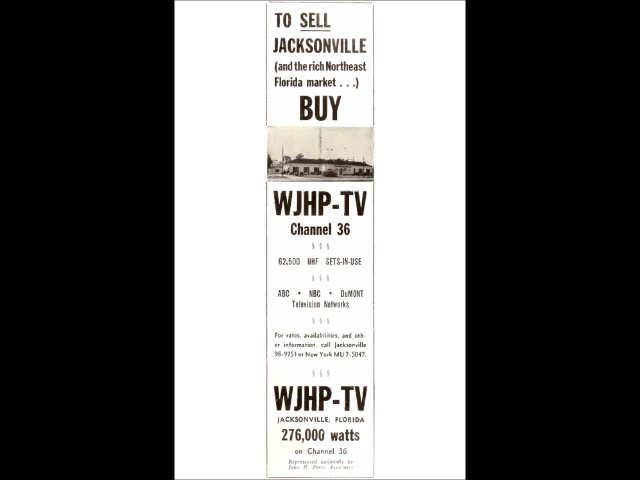 TO SELL
JACKSONVILLE
(and the rich Northeast
Florida market . . .)
BUY
WJHP-TV
Channel 36
§ § §
62,500 UHF SETS-IN-USE
§ § §
ABC • NBC • DuMONT
Television Networks
§ § §
For rates, availabilities, and oth-
er information, call Jacksonville
98-9751 or New York MU 7-5047.
§ § §
WJHP-TV
JACKSONVILLE, FLORIDA
276,000 watts
on Channel 36
Represented nationally by
John H. Perry Associates